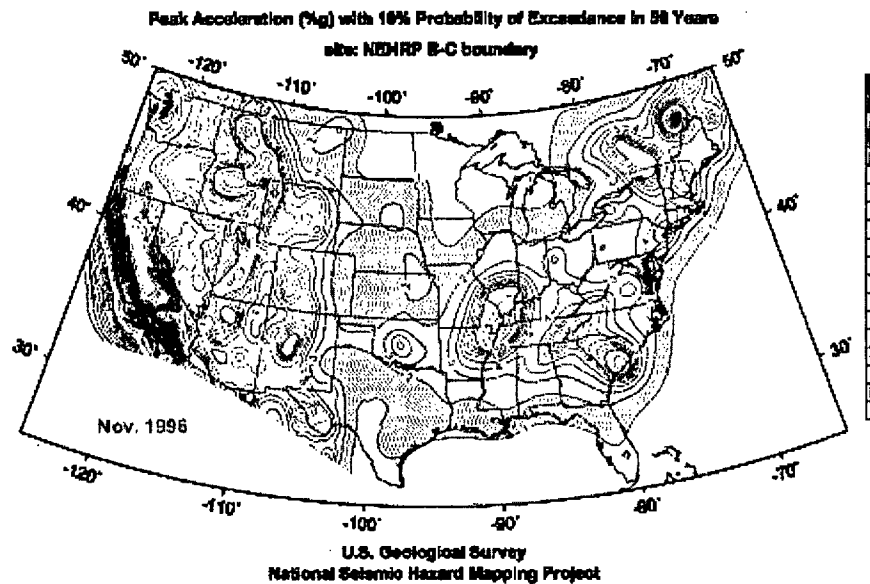 Peak Acceleration (%g) with 10% Probability of Exceedance in 50 Years
site: NEHRP B-C boundary
50° -120° -110° -100° -90° -80° -70° 50°
40° 40°
30° 30°
Nov. 1996
-120° -110° -100° -90° -80° -70°
U.S. Geological Survey
National Seismic Hazard Mapping Project